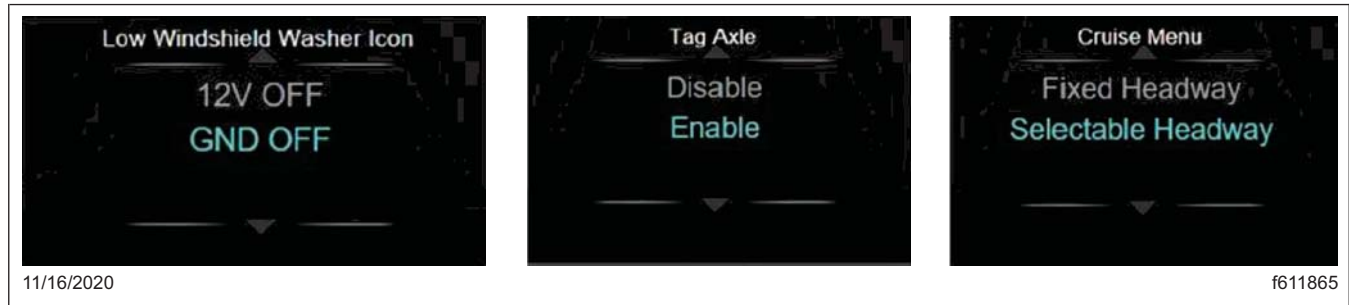 Low Windshield Washer Icon
12V OFF
GND OFF
Tag Axle
Disable
Enable
Cruise Menu
Fixed Headway
Selectable Headway
11/16/2020
f611865